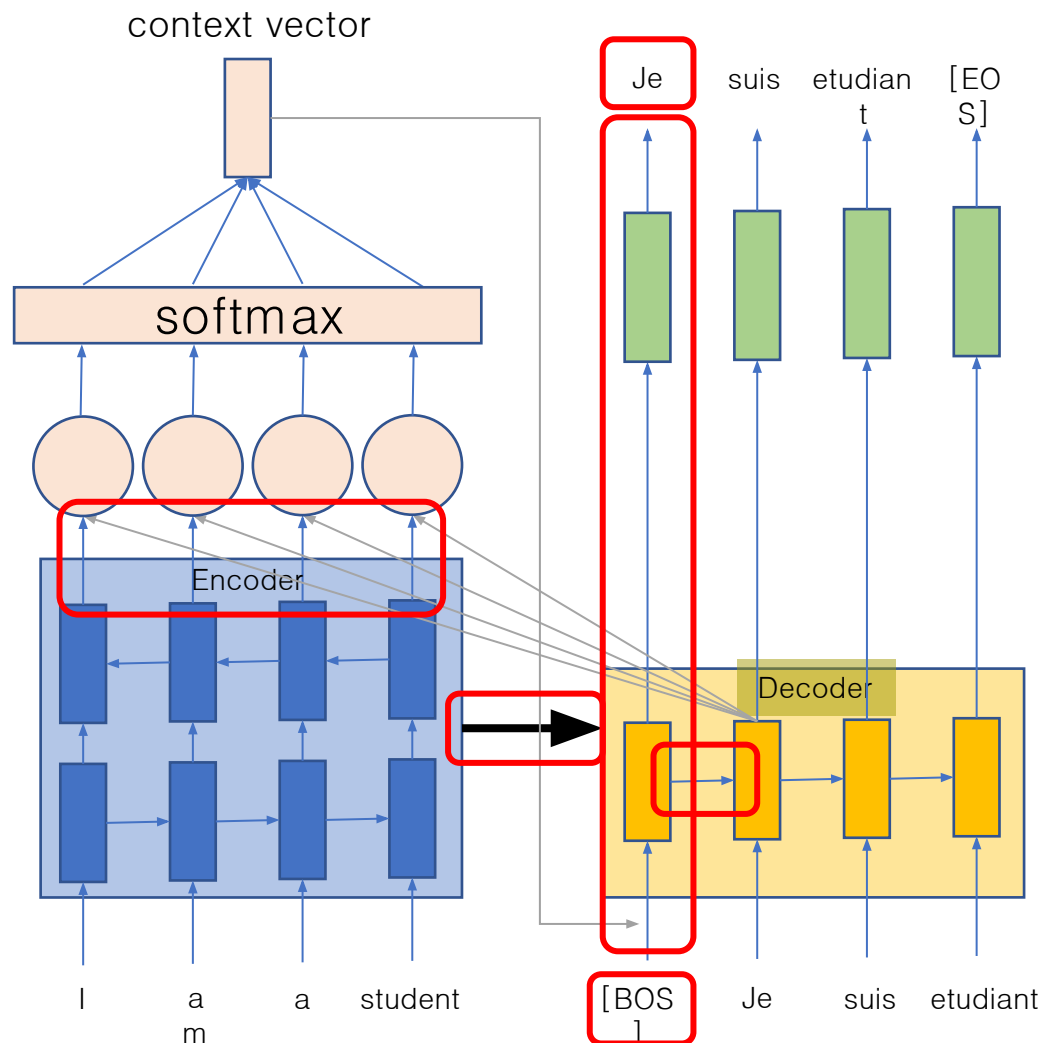 context vector
Je
suis
etudian
t
[EO
S]
softmax
Encoder
Decoder
I
a
m
a
student
[BOS
]
Je
suis
etudiant